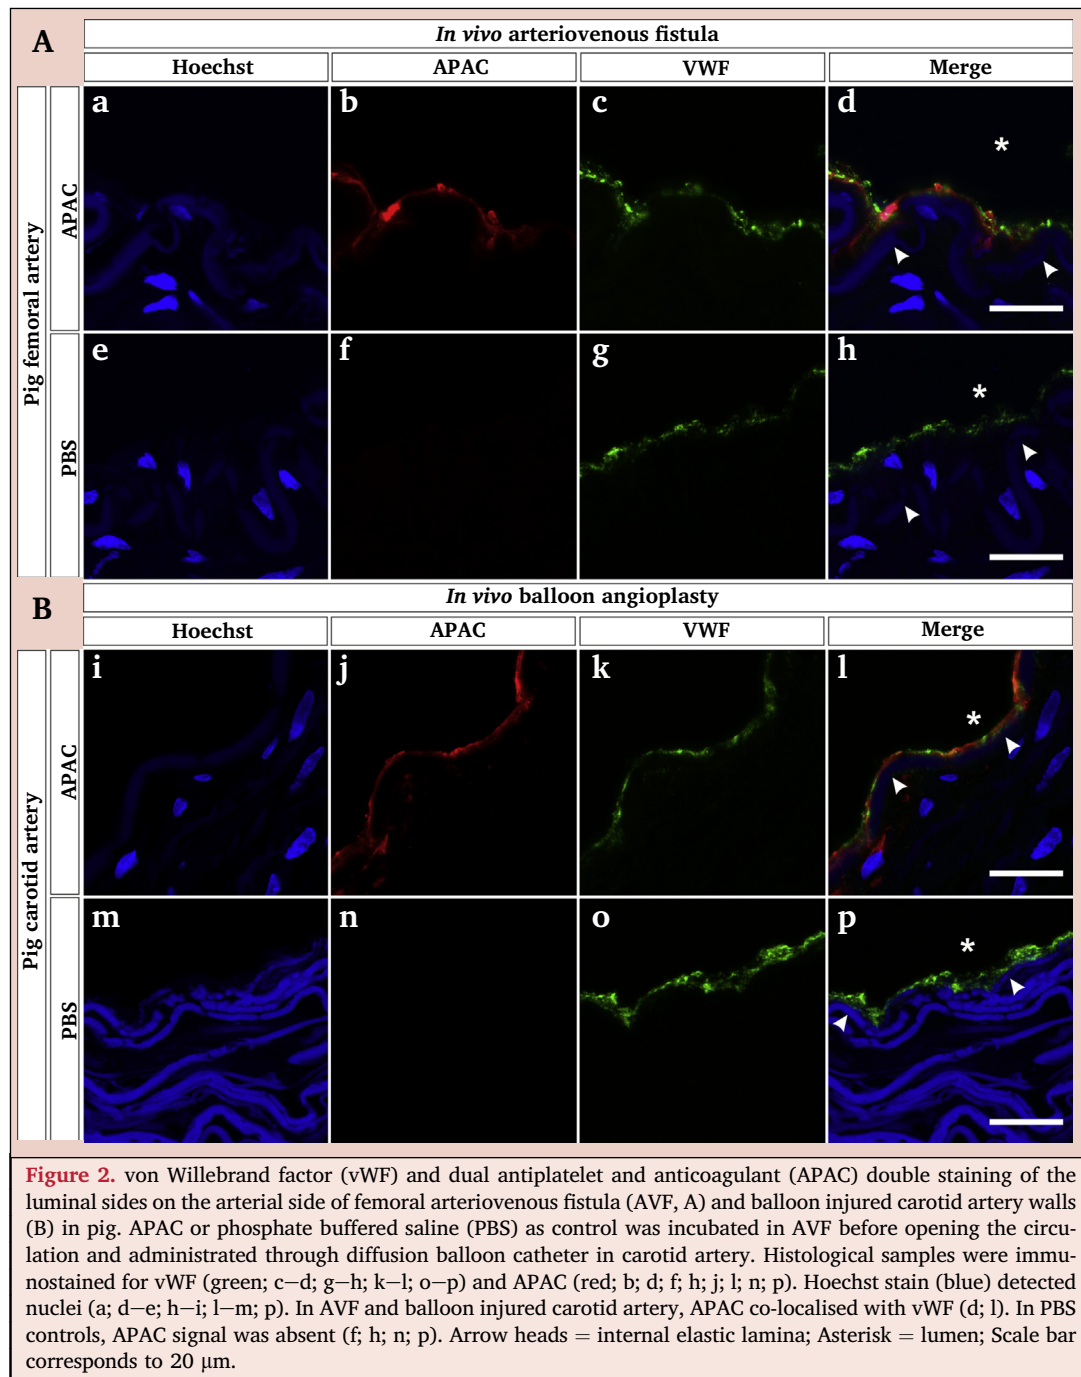 A
In vivo arteriovenous fistula
Hoechst
APAC
VWF
Merge
Pig femoral artery
APAC
a
b
c
d
*
PBS
e
f
g
h
*
B
In vivo balloon angioplasty
Hoechst
APAC
VWF
Merge
Pig carotid artery
APAC
i
j
k
l
*
PBS
m
n
o
p
*
Figure 2. von Willebrand factor (vWF) and dual antiplatelet and anticoagulant (APAC) double staining of the
luminal sides on the arterial side of femoral arteriovenous fistula (AVF, A) and balloon injured carotid artery walls
(B) in pig. APAC or phosphate buffered saline (PBS) as control was incubated in AVF before opening the circu-
lation and administrated through diffusion balloon catheter in carotid artery. Histological samples were immu-
nostained for vWF (green; c–d; g–h; k–l; o–p) and APAC (red; b; d; f; h; j; l; n; p). Hoechst stain (blue) detected
nuclei (a; d–e; h–i; l–m; p). In AVF and balloon injured carotid artery, APAC co-localised with vWF (d; l). In PBS
controls, APAC signal was absent (f; h; n; p). Arrow heads = internal elastic lamina; Asterisk = lumen; Scale bar
corresponds to 20 μm.